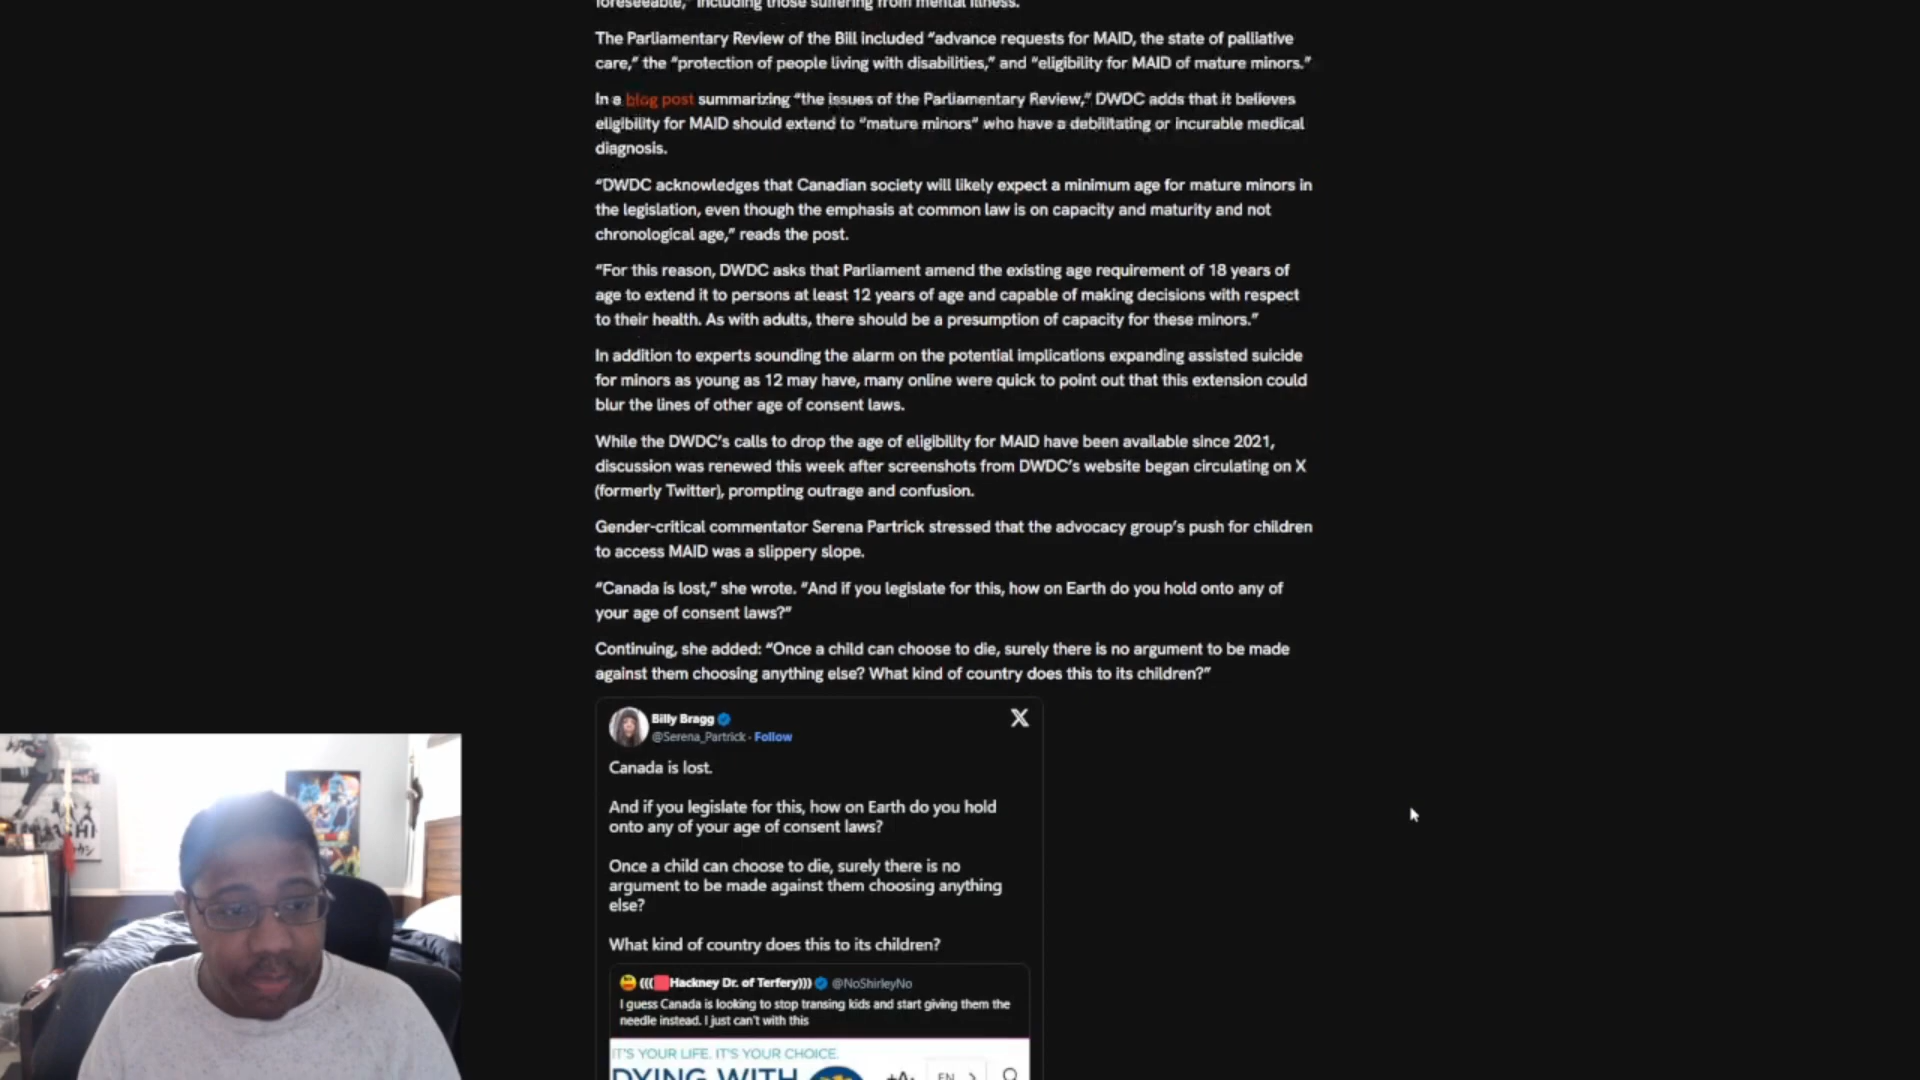 foreseeable," including those suffering from mental illness.
The Parliamentary Review of the Bill included “advance requests for MAID, the state of palliative
care,” the “protection of people living with disabilities,” and “eligibility for MAID of mature minors.”
In a blog post summarizing “the issues of the Parliamentary Review,” DWDC adds that it believes
eligibility for MAID should extend to “mature minors” who have a debilitating or incurable medical
diagnosis.
“DWDC acknowledges that Canadian society will likely expect a minimum age for mature minors in
the legislation, even though the emphasis at common law is on capacity and maturity and not
chronological age,” reads the post.
“For this reason, DWDC asks that Parliament amend the existing age requirement of 18 years of
age to extend it to persons at least 12 years of age and capable of making decisions with respect
to their health. As with adults, there should be a presumption of capacity for these minors.”
In addition to experts sounding the alarm on the potential implications expanding assisted suicide
for minors as young as 12 may have, many online were quick to point out that this extension could
blur the lines of other age of consent laws.
While the DWDC’s calls to drop the age of eligibility for MAID have been available since 2021,
discussion was renewed this week after screenshots from DWDC’s website began circulating on X
(formerly Twitter), prompting outrage and confusion.
Gender-critical commentator Serena Partrick stressed that the advocacy group’s push for children
to access MAID was a slippery slope.
“Canada is lost,” she wrote. “And if you legislate for this, how on Earth do you hold onto any of
your age of consent laws?”
Continuing, she added: “Once a child can choose to die, surely there is no argument to be made
against them choosing anything else? What kind of country does this to its children?”
Billy Bragg
@Serena_Partrick · Follow
Canada is lost.
And if you legislate for this, how on Earth do you hold
onto any of your age of consent laws?
Once a child can choose to die, surely there is no
argument to be made against them choosing anything
else?
What kind of country does this to its children?
(((🟥Hackney Dr. of Terfery))) @NoShirleyNo
I guess Canada is looking to stop transing kids and start giving them the
needle instead. I just can't with this
IT'S YOUR LIFE. IT'S YOUR CHOICE.
DYING WITH
+A- EN